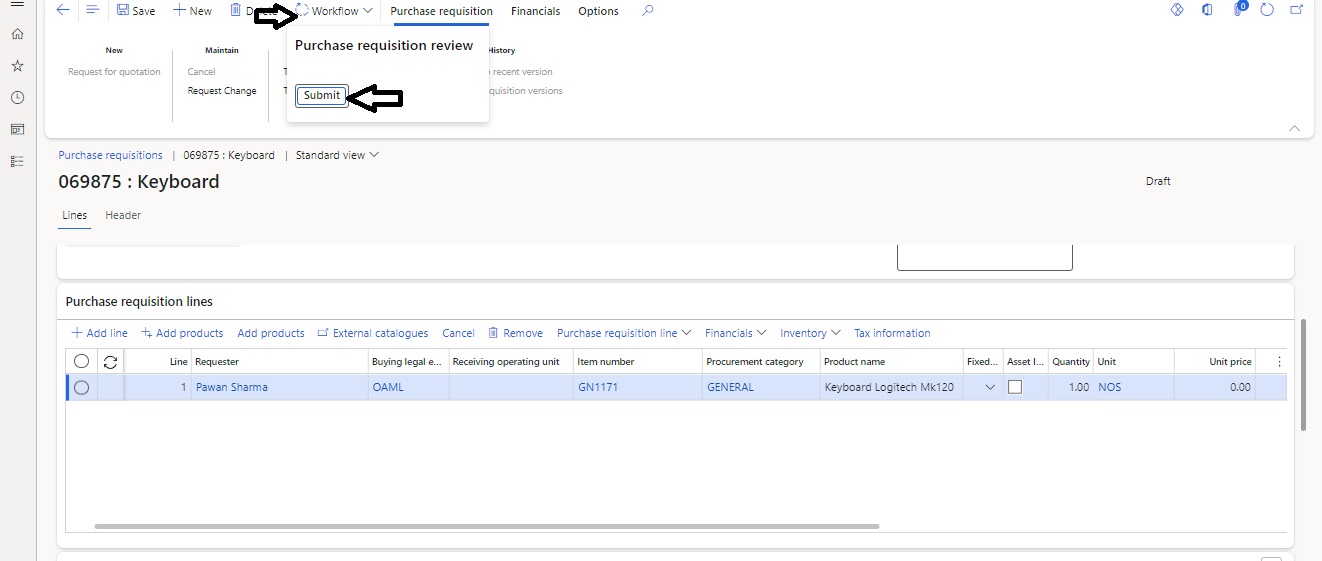 Save New Delete Workflow Purchase requisition Financials Options 0
Purchase requisition review
Submit
New Maintain History
Request for quotation Cancel recent version
Request Change quisition versions
Purchase requisitions | 069875 : Keyboard | Standard view
069875 : Keyboard Draft
Lines Header
Purchase requisition lines
Add line Add products Add products External catalogues Cancel Remove Purchase requisition line Financials Inventory Tax information
Line Requester Buying legal e... Receiving operating unit Item number Procurement category Product name Fixed... Asset I... Quantity Unit Unit price
1 Pawan Sharma OAML GN1171 GENERAL Keyboard Logitech Mk120 1.00 NOS 0.00